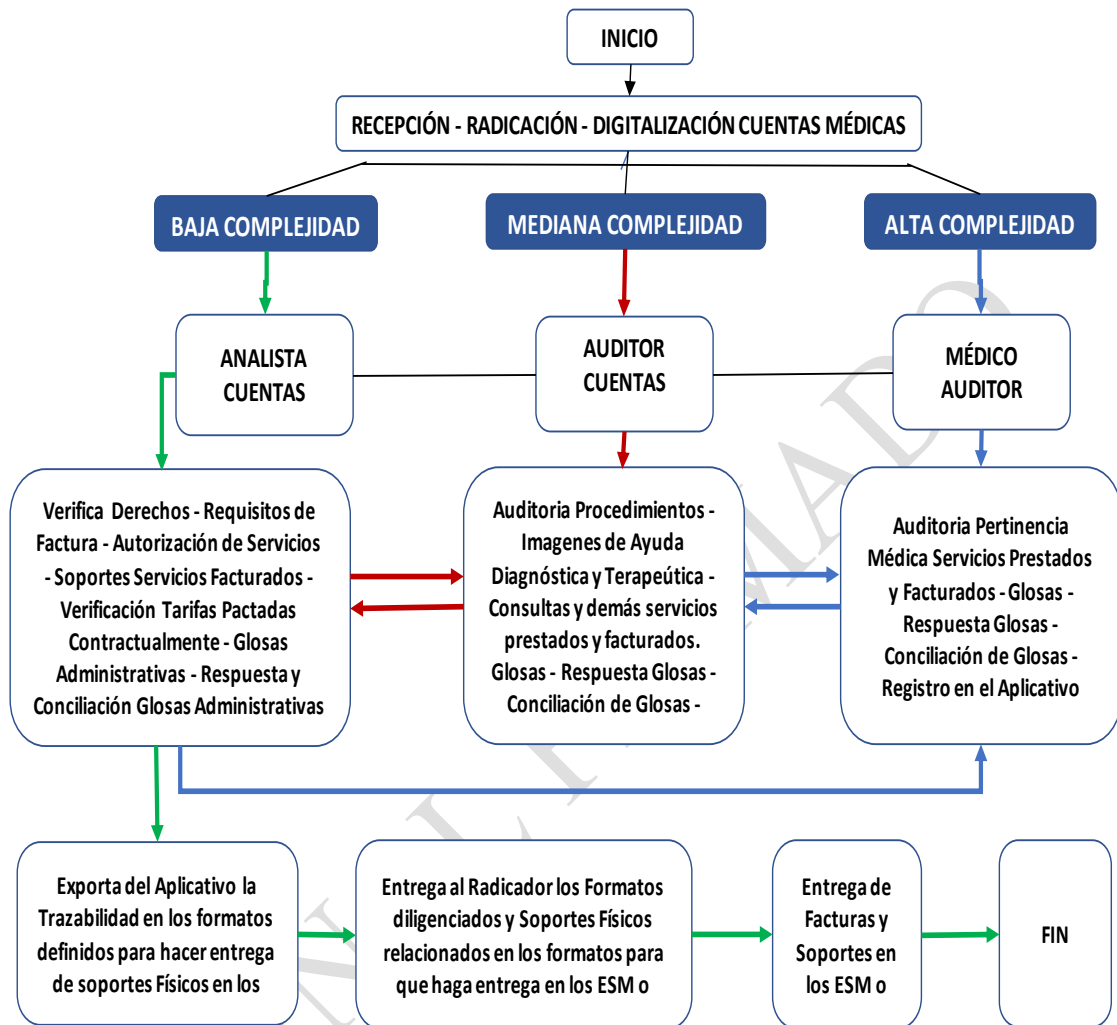 INICIO
RECEPCIÓN - RADICACIÓN - DIGITALIZACIÓN CUENTAS MÉDICAS
BAJA COMPLEJIDAD
MEDIANA COMPLEJIDAD
ALTA COMPLEJIDAD
ANALISTA
CUENTAS
AUDITOR
CUENTAS
MÉDICO
AUDITOR
Verifica Derechos - Requisitos de
Factura - Autorización de Servicios
- Soportes Servicios Facturados -
Verificación Tarifas Pactadas
Contractualmente - Glosas
Administrativas - Respuesta y
Conciliación Glosas Administrativas
Auditoria Procedimientos -
Imagenes de Ayuda
Diagnóstica y Terapeútica -
Consultas y demás servicios
prestados y facturados.
Glosas - Respuesta Glosas -
Conciliación de Glosas -
Auditoria Pertinencia
Médica Servicios Prestados
y Facturados - Glosas -
Respuesta Glosas -
Conciliación de Glosas -
Registro en el Aplicativo
Exporta del Aplicativo la
Trazabilidad en los formatos
definidos para hacer entrega
de soportes Físicos en los
Entrega al Radicador los Formatos
diligenciados y Soportes Físicos
relacionados en los formatos para
que haga entrega en los ESM o
Entrega de
Facturas y
Soportes en
los ESM o
FIN